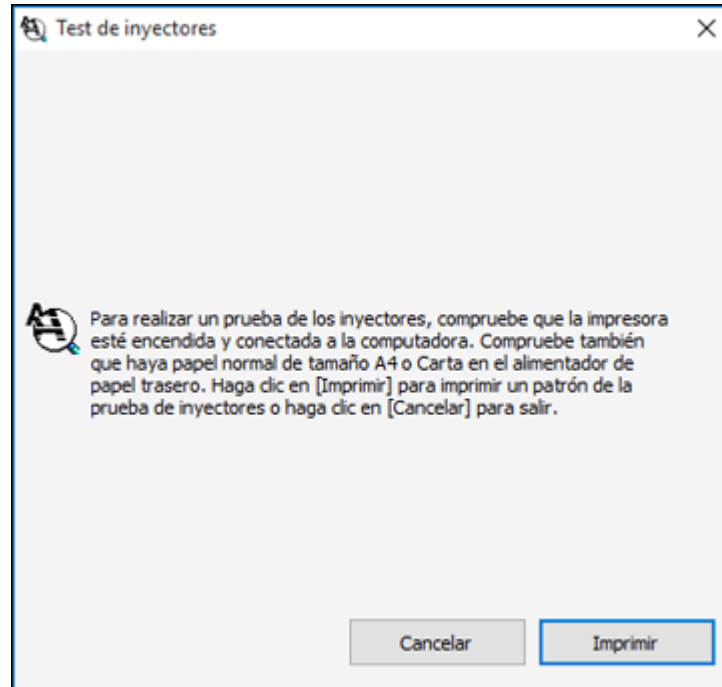 Test de inyectores
Para realizar un prueba de los inyectores, compruebe que la impresora
esté encendida y conectada a la computadora. Compruebe también
que haya papel normal de tamaño A4 o Carta en el alimentador de
papel trasero. Haga clic en [Imprimir] para imprimir un patrón de la
prueba de inyectores o haga clic en [Cancelar] para salir.
Cancelar
Imprimir